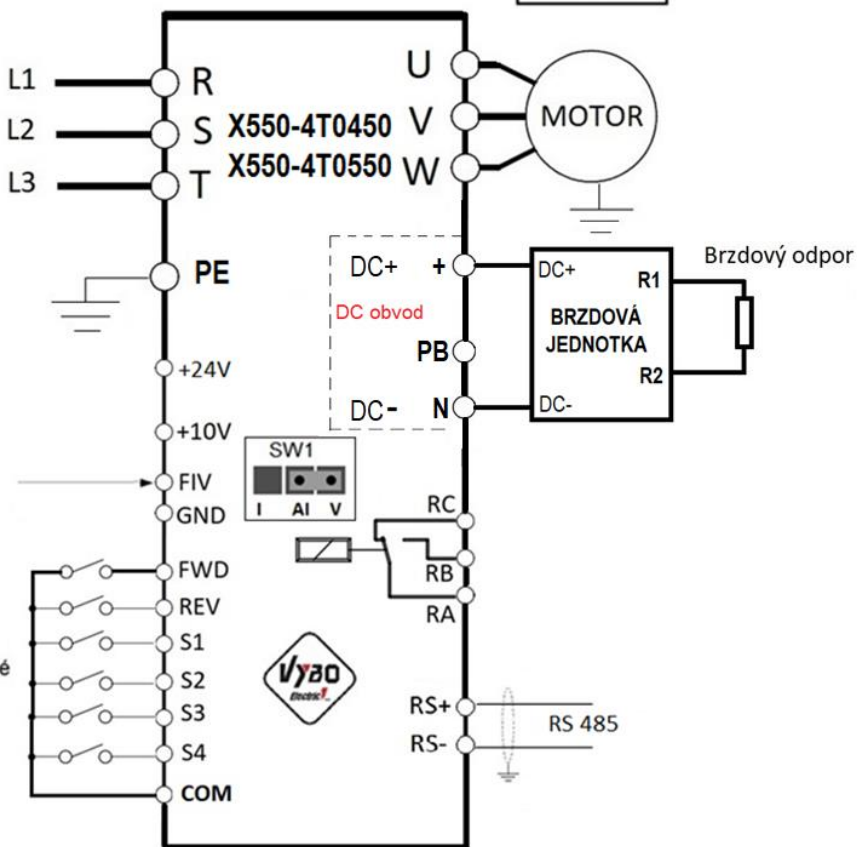 L1
R
U
L2
S
X550-4T0450
V
MOTOR
L3
T
X550-4T0550
W
PE
DC+
+
DC+
R1
Brzdový odpor
DC obvod
BRZDOVÁ
JEDNOTKA
PB
R2
DC-
N
DC-
+24V
+10V
SW1
I AI V
FIV
GND
RC
RB
RA
FWD
REV
S1
é
S2
S3
S4
COM
VYBO
Electric
RS+
RS-
RS 485